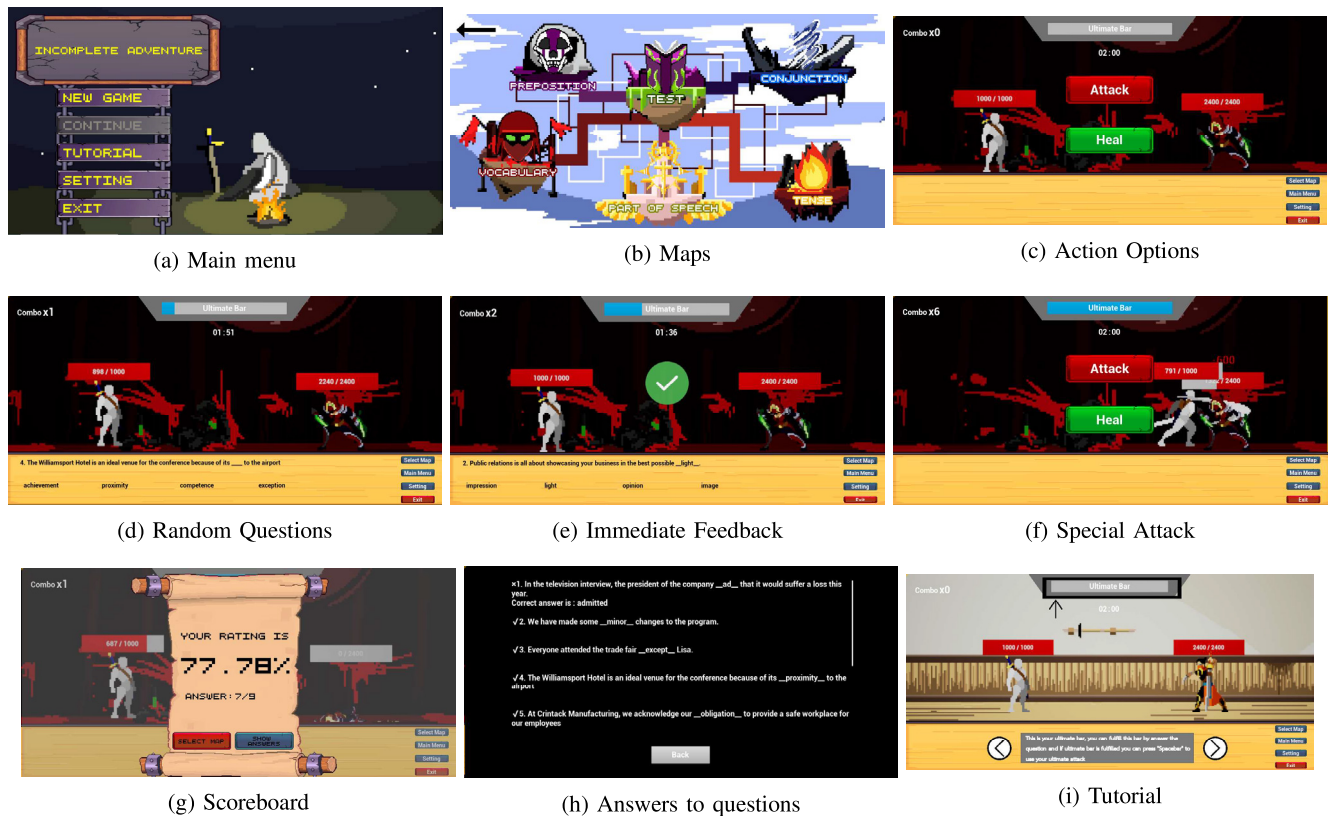 INCOMPLETE ADVENTURE
NEW GAME
CONTINUE
TUTORIAL
SETTING
EXIT
(a) Main menu
PREPOSITION
TEST
CONJUNCTION
VOCABULARY
PART OF SPEECH
TENSE
(b) Maps
Combo x0
Ultimate Bar
02:00
1000 / 1000
Attack
2400 / 2400
Heal
Select Map
Main Menu
Setting
Exit
(c) Action Options
Combo x1
Ultimate Bar
01:51
898 / 1000
2240 / 2400
4. The Williamsport Hotel is an ideal venue for the conference because of its ____ to the airport
achievement proximity competence exception
Select Map
Main Menu
Setting
Exit
(d) Random Questions
Combo x2
Ultimate Bar
01:36
1000 / 1000
2400 / 2400
2. Public relations is all about showcasing your business in the best possible __light__.
impression light opinion image
Select Map
Main Menu
Setting
Exit
(e) Immediate Feedback
Combo x6
Ultimate Bar
02:00
Attack
791 / 1000
/ 2400
Heal
Select Map
Main Menu
Setting
Exit
(f) Special Attack
Combo x1
YOUR RATING IS
687 / 1000
77.78%
ANSWER:7/9
SELECT MAP
SHOW ANSWERS
Select Map
Main Menu
Setting
Exit
(g) Scoreboard
×1. In the television interview, the president of the company __ad__ that it would suffer a loss this
year.
Correct answer is : admitted
✓2. We have made some __minor__ changes to the program.
✓3. Everyone attended the trade fair __except__ Lisa.
✓4. The Williamsport Hotel is an ideal venue for the conference because of its __proximity__ to the
airport
✓5. At Crintack Manufacturing, we acknowledge our __obligation__ to provide a safe workplace for
our employees
Back
(h) Answers to questions
Combo x0
Ultimate Bar
02:00
1000 / 1000
2400 / 2400
This is your ultimate bar, you can fulfill this bar by answer the
question and if ultimate bar is fulfilled you can press "Spacebar" to
use your ultimate attack
Select Map
Main Menu
Setting
Exit
(i) Tutorial